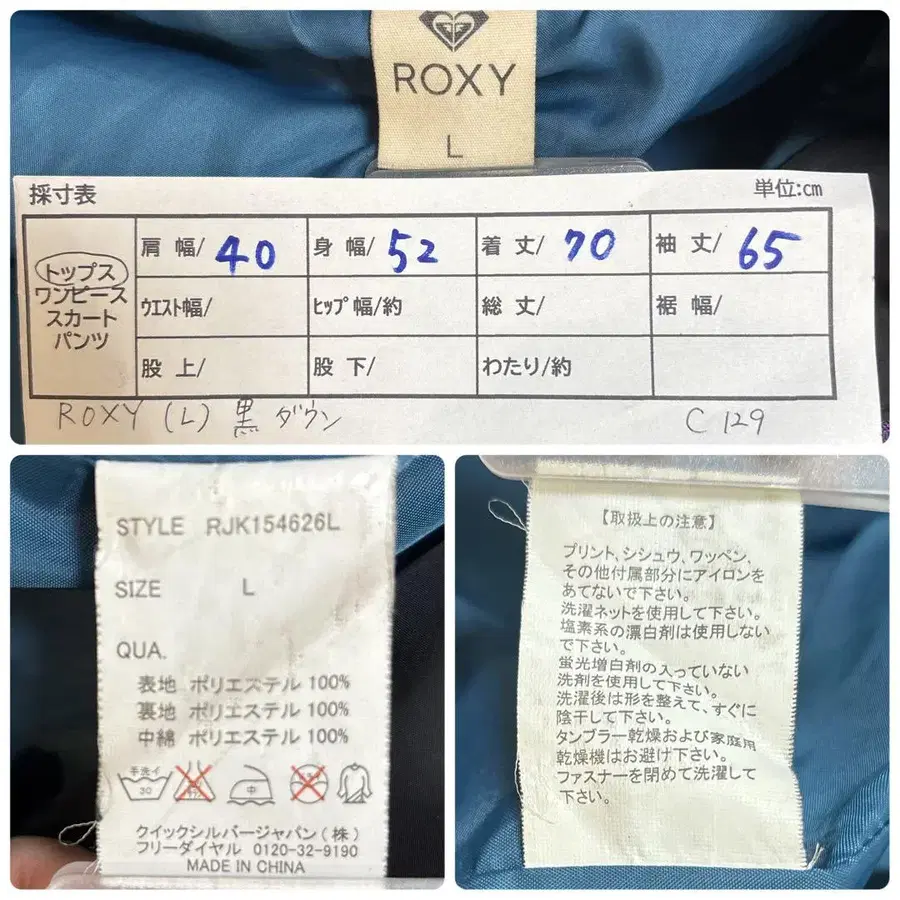 ROXY
L
採寸表
単位:㎝
肩 幅/ 40
身 幅/ 52
着 丈/ 70
袖 丈/ 65
トップス
ワンピース
スカート
パンツ
ウエスト幅/
ヒップ 幅/約
総 丈/
裾 幅/
股 上/
股 下/
わたり/約
ROXY (L) 黒 ダウン
C 129
STYLE RJK154626L
SIZE L
QUA.
表地 ポリエステル 100%
裏地 ポリエステル 100%
中綿 ポリエステル 100%
手洗イ
30
中
クイックシルバージャパン(株)
フリーダイヤル 0120-32-9190
MADE IN CHINA
【取扱上の注意】
プリント、シシュウ、ワッペン、
その他付属部分にアイロンを
あてないで下さい。
洗濯ネットを使用して下さい。
塩素系の漂白剤は使用しない
で下さい。
蛍光増白剤の入っていない
洗剤を使用して下さい。
洗濯後は形を整えて、すぐに
陰干して下さい。
タンブラー乾燥および家庭用
乾燥機はお避け下さい。
ファスナーを閉めて洗濯して
下さい。